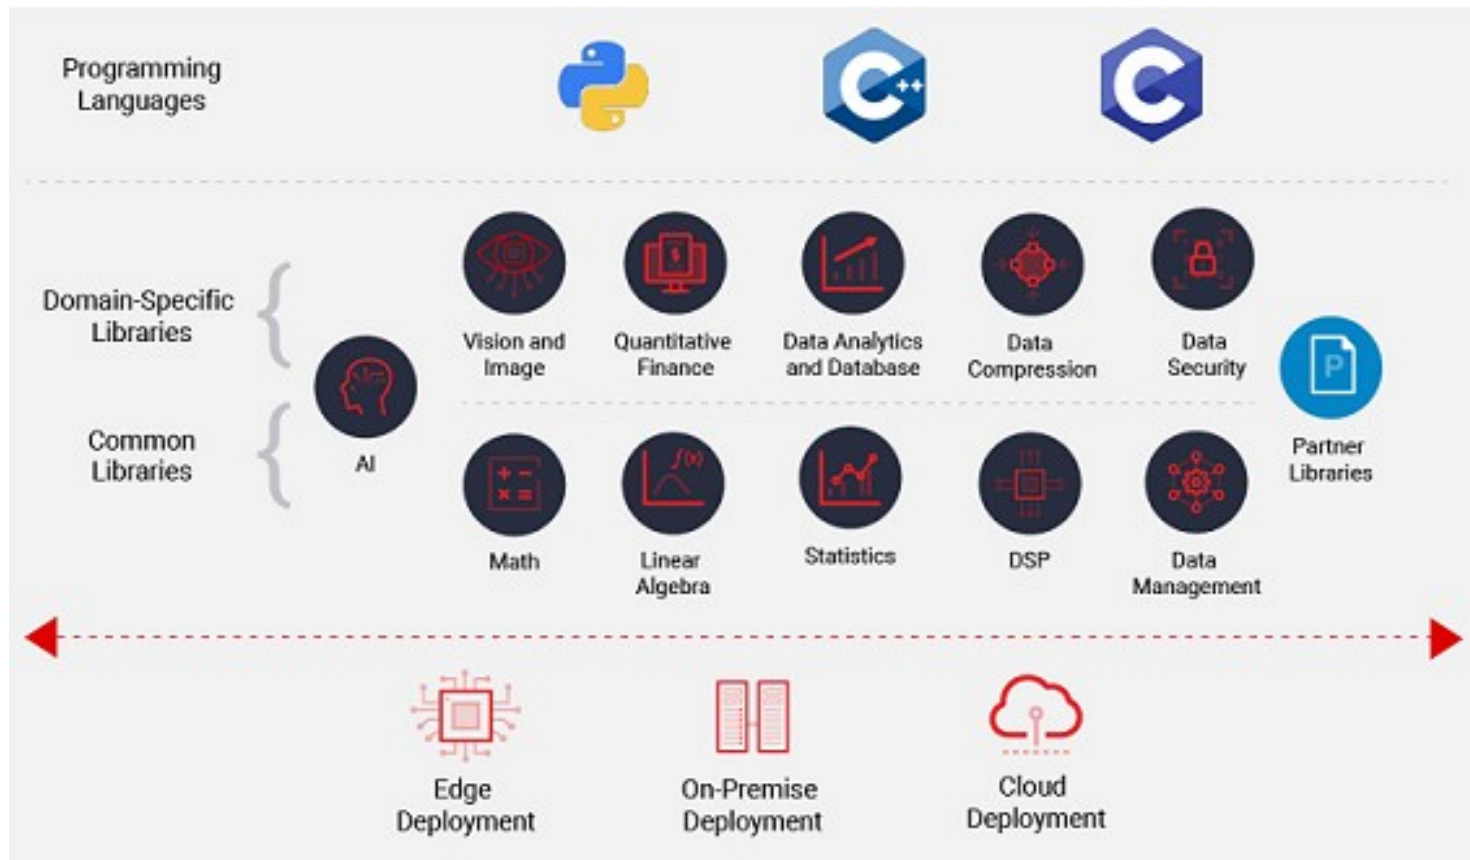 Programming
Languages
C++
C
Domain-Specific
Libraries
Vision and
Image
$
Quantitative
Finance
Data Analytics
and Database
Data
Compression
Data
Security
AI
P
Partner
Libraries
Common
Libraries
+ -
× =
Math
f(x)
Linear
Algebra
Statistics
DSP
Data
Management
Edge
Deployment
On-Premise
Deployment
Cloud
Deployment